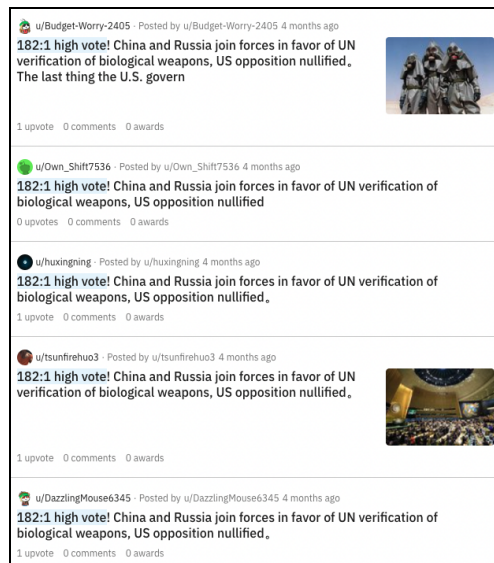 u/Budget-Worry-2405 · Posted by u/Budget-Worry-2405 4 months ago
182:1 high vote! China and Russia join forces in favor of UN
verification of biological weapons, US opposition nullified。
The last thing the U.S. govern
1 upvote 0 comments 0 awards
u/Own_Shift7536 · Posted by u/Own_Shift7536 4 months ago
182:1 high vote! China and Russia join forces in favor of UN verification of
biological weapons, US opposition nullified
0 upvotes 0 comments 0 awards
u/huxingning · Posted by u/huxingning 4 months ago
182:1 high vote! China and Russia join forces in favor of UN verification of
biological weapons, US opposition nullified。
1 upvote 0 comments 0 awards
u/tsunfirehuo3 · Posted by u/tsunfirehuo3 4 months ago
182:1 high vote! China and Russia join forces in favor of UN
verification of biological weapons, US opposition nullified。
1 upvote 0 comments 0 awards
u/DazzlingMouse6345 · Posted by u/DazzlingMouse6345 4 months ago
182:1 high vote! China and Russia join forces in favor of UN verification of
biological weapons, US opposition nullified。
1 upvote 0 comments 0 awards